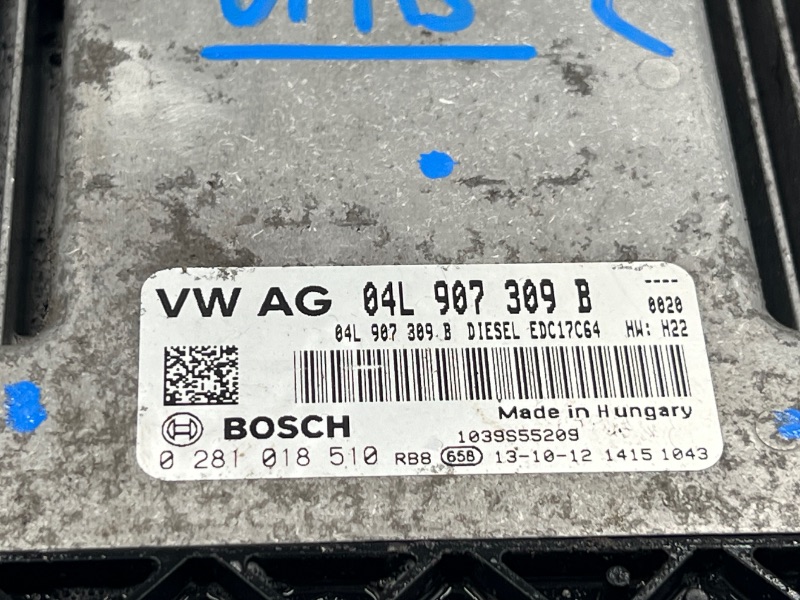 VW AG 04L 907 309 B
----
0020
04L 907 309 B DIESEL EDC17C64 HW: H22
Made in Hungary
BOSCH
1039S55209
0 281 018 510 RB8 658 13-10-12 1415 1043